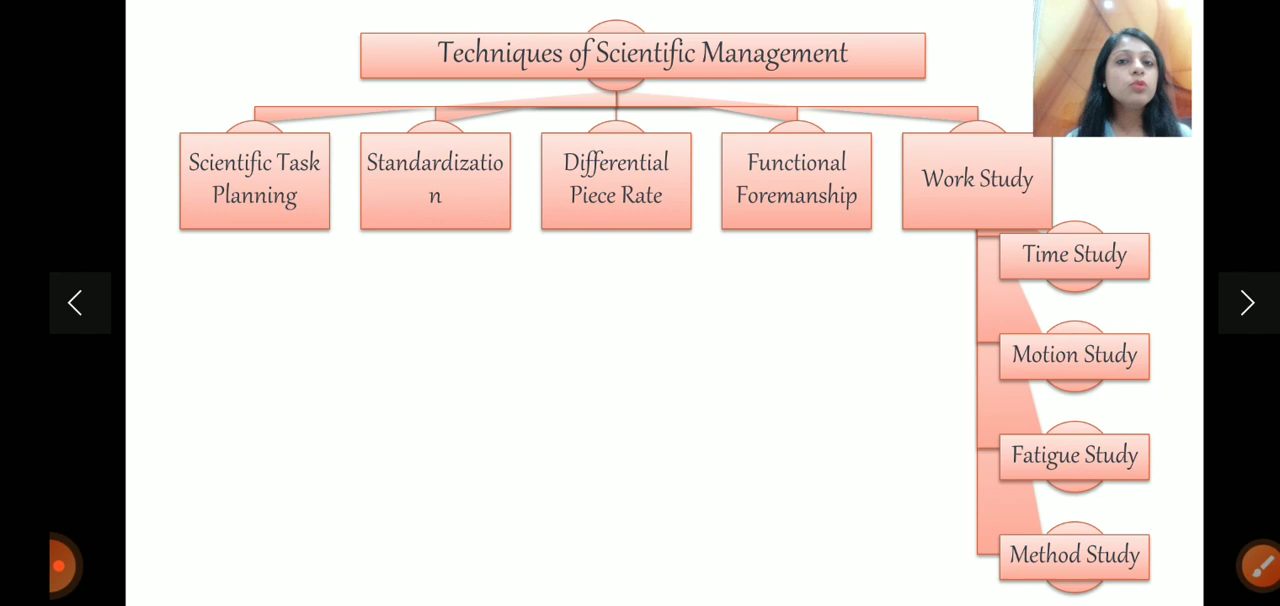 Techniques of Scientific Management
Scientific Task
Planning
Standardizatio
n
Differential
Piece Rate
Functional
Foremanship
Work Study
Time Study
Motion Study
Fatigue Study
Method Study